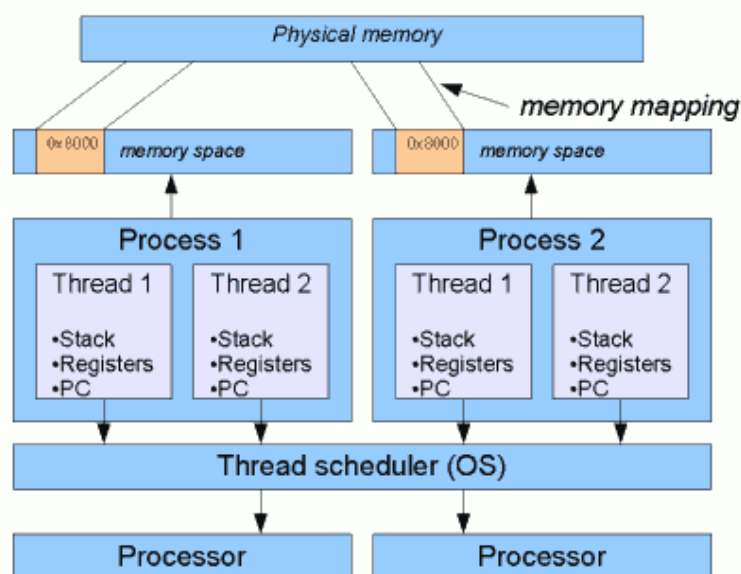 Physical memory
memory mapping
0x8000 memory space
0x8000 memory space
Process 1
Thread 1
•Stack
•Registers
•PC
Thread 2
•Stack
•Registers
•PC
Process 2
Thread 1
•Stack
•Registers
•PC
Thread 2
•Stack
•Registers
•PC
Thread scheduler (OS)
Processor
Processor